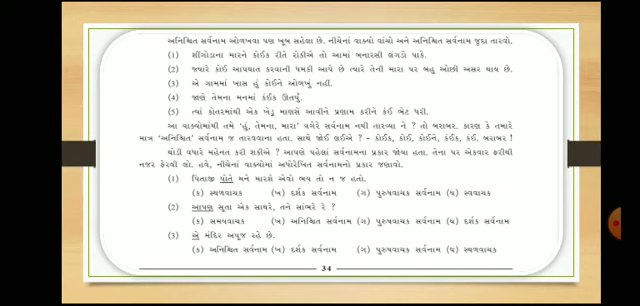 અનિશ્ચિત સર્વનામ ઓળખવા પણ ખૂબ સહેલા છે. નીચેનાં વાક્યો વાંચો અને અનિશ્ચિત સર્વનામ જુદા તારવો.
(1) શીંગોડાના મારને કોઈક રીતે રોકીએ તો આમાં બનારસી લંગડો પાકે.
(2) જ્યારે કોઈ આપઘાત કરવાની ધમકી આપે છે ત્યારે તેની મારા પર બહુ ઓછી અસર થાય છે.
(3) એ ગામમાં ખાસ હું કોઈને ઓળખું નહીં.
(4) જાણે તેમના મનમાં કંઈક ઊતર્યું.
(5) ત્યાં કોતરમાંથી એક ખેડુ માણસે આવીને પ્રણામ કરીને કંઈ ભેટ ધરી.
આ વાક્યોમાંથી તમે 'હું, તેમના, મારા' વગેરે સર્વનામ નથી તારવ્યા ને ? તો બરાબર. કારણ કે તમારે
માત્ર 'અનિશ્ચિત' સર્વનામ જ તારવવાના હતા. સાથે જોઈ લઈએ ? - કોઈક, કોઈ, કોઈને, કંઈક, કંઈ. બરાબર !
થોડી વધારે મહેનત કરી શકીએ ? આપણે પહેલાં સર્વનામના પ્રકાર જોયા હતા. તેના પર એકવાર ફરીથી
નજર ફેરવી લો. હવે, નીચેનાં વાક્યોમાં અધોરેખિત સર્વનામનો પ્રકાર જણાવો.
(1) પિતાજી પોતે મને મારશે એવો ભય તો ન જ હતો.
(ક) સ્થળવાચક (ખ) દર્શક સર્વનામ (ગ) પુરુષવાચક સર્વનામ (ઘ) સ્વવાચક
(2) આપણ સૂતા એક સાથરે, તને સાંભરે રે ?
(ક) સમયવાચક (ખ) અનિશ્ચિત સર્વનામ (ગ) પુરુષવાચક સર્વનામ (ઘ) દર્શક સર્વનામ
(3) એ મંદિર અપૂજ રહે છે.
(ક) અનિશ્ચિત સર્વનામ (ખ) દર્શક સર્વનામ (ગ) પુરુષવાચક સર્વનામ (ઘ) સ્થળવાચક
34